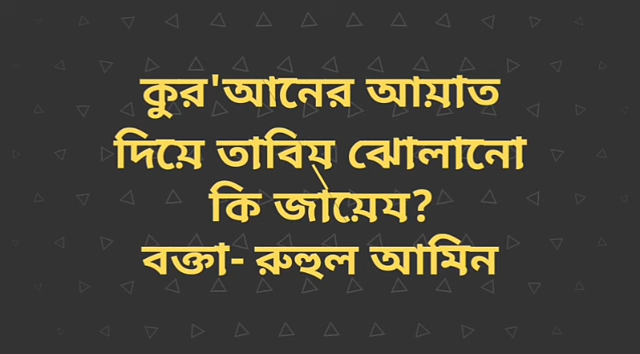 কুর'আনের আয়াত
দিয়ে তাবিয ঝোলানো
কি জায়েয?
বক্তা- রুহুল আমিন